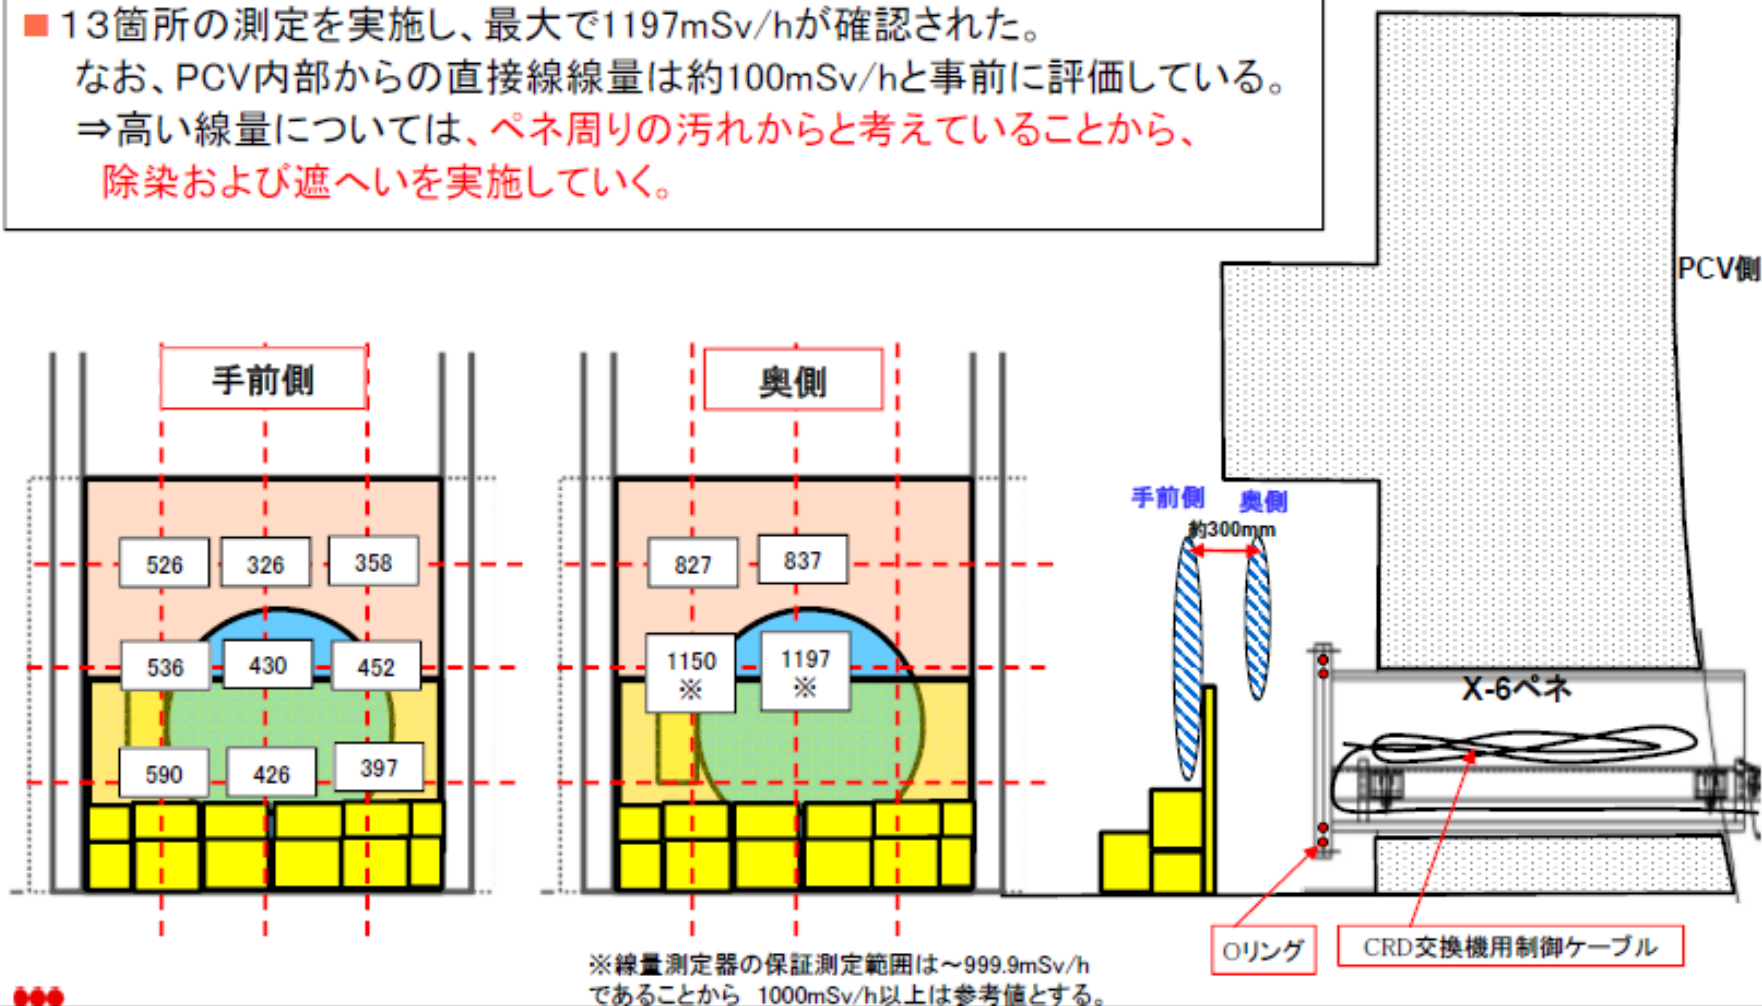 ■13箇所の測定を実施し、最大で1197mSv/hが確認された。
なお、PCV内部からの直接線線量は約100mSv/hと事前に評価している。
⇒高い線量については、ペネ周りの汚れからと考えていることから、
除染および遮へいを実施していく。
PCV側
手前側
奥側
手前側 奥側
約300mm
526 326 358
536 430 452
590 426 397
827 837
1150 1197
※ ※
X-6ペネ
Oリング
CRD交換機用制御ケーブル
※線量測定器の保証測定範囲は～999.9mSv/h
であることから 1000mSv/h以上は参考値とする。